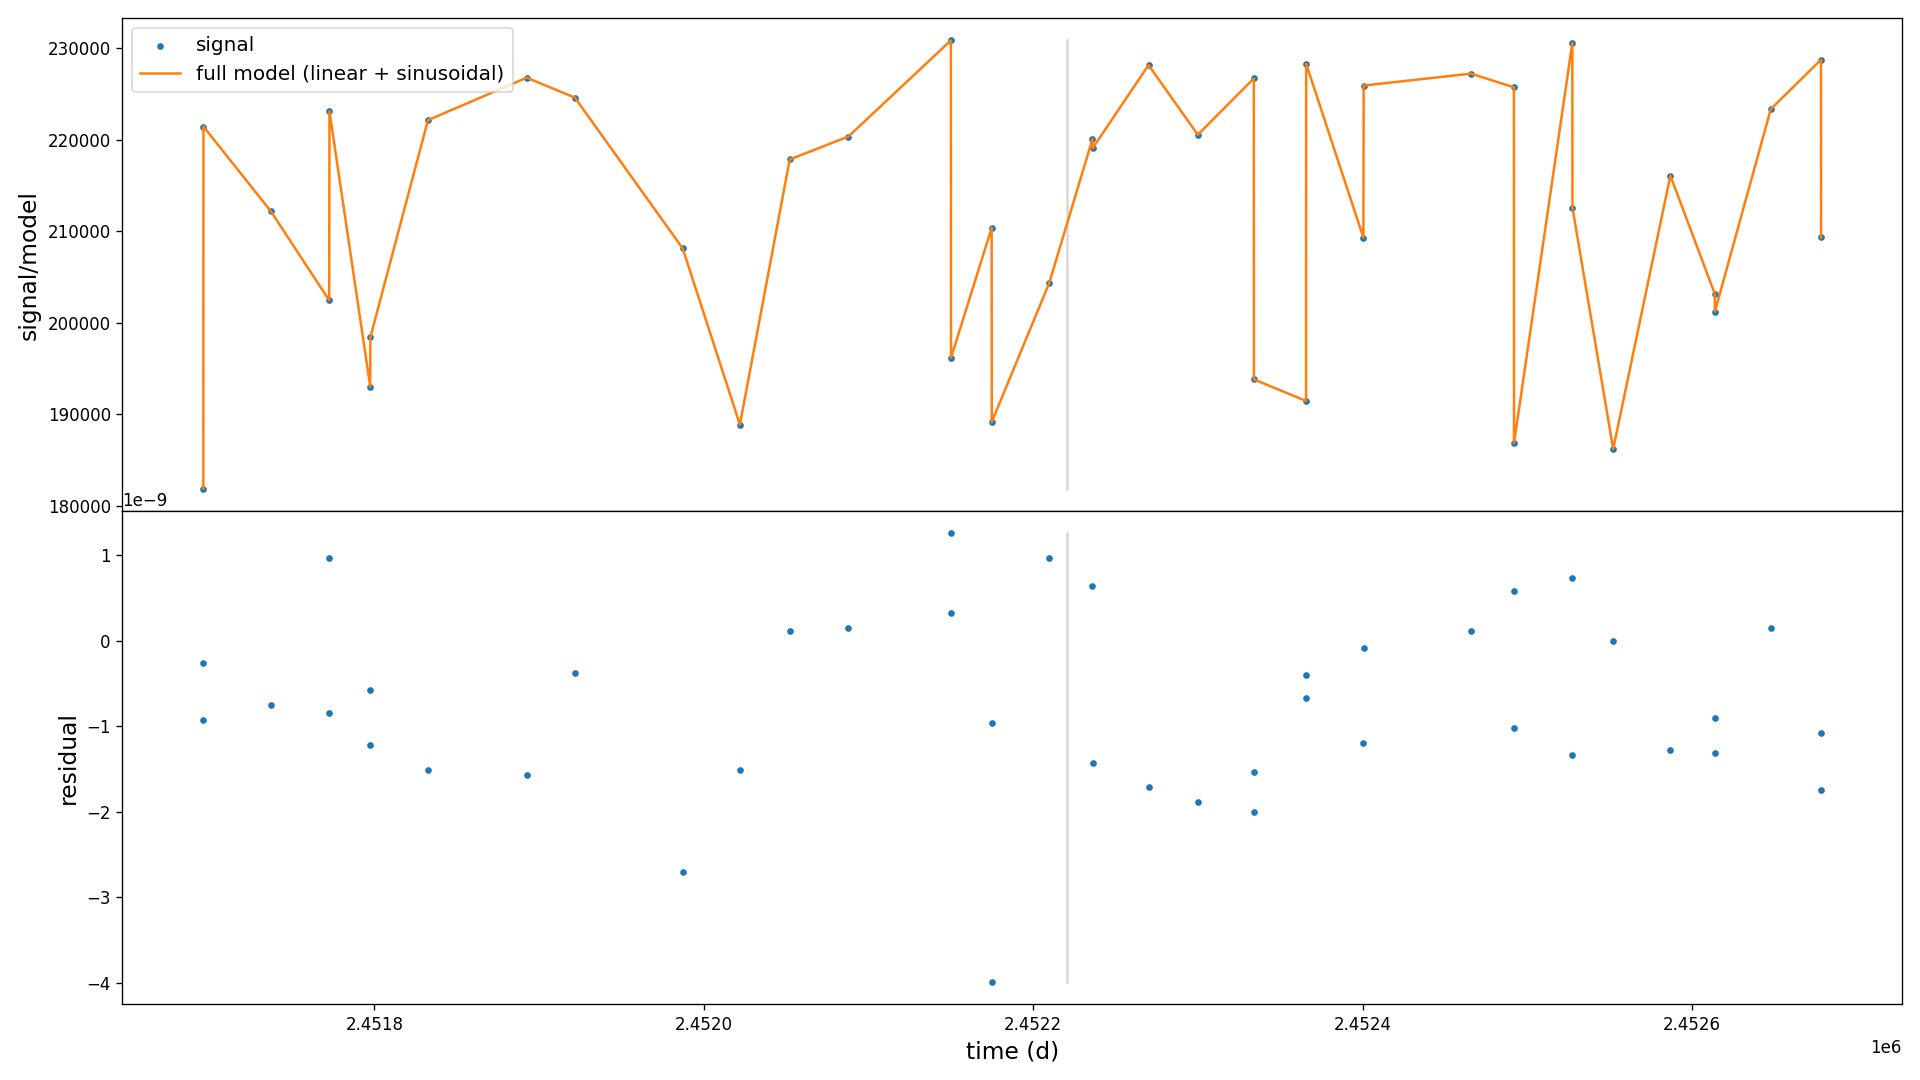 signal
full model (linear + sinusoidal)
signal/model
230000
220000
210000
200000
190000
180000
1e−9
residual
1
0
−1
−2
−3
−4
2.4518 2.4520 2.4522 2.4524 2.4526
time (d)
1e6